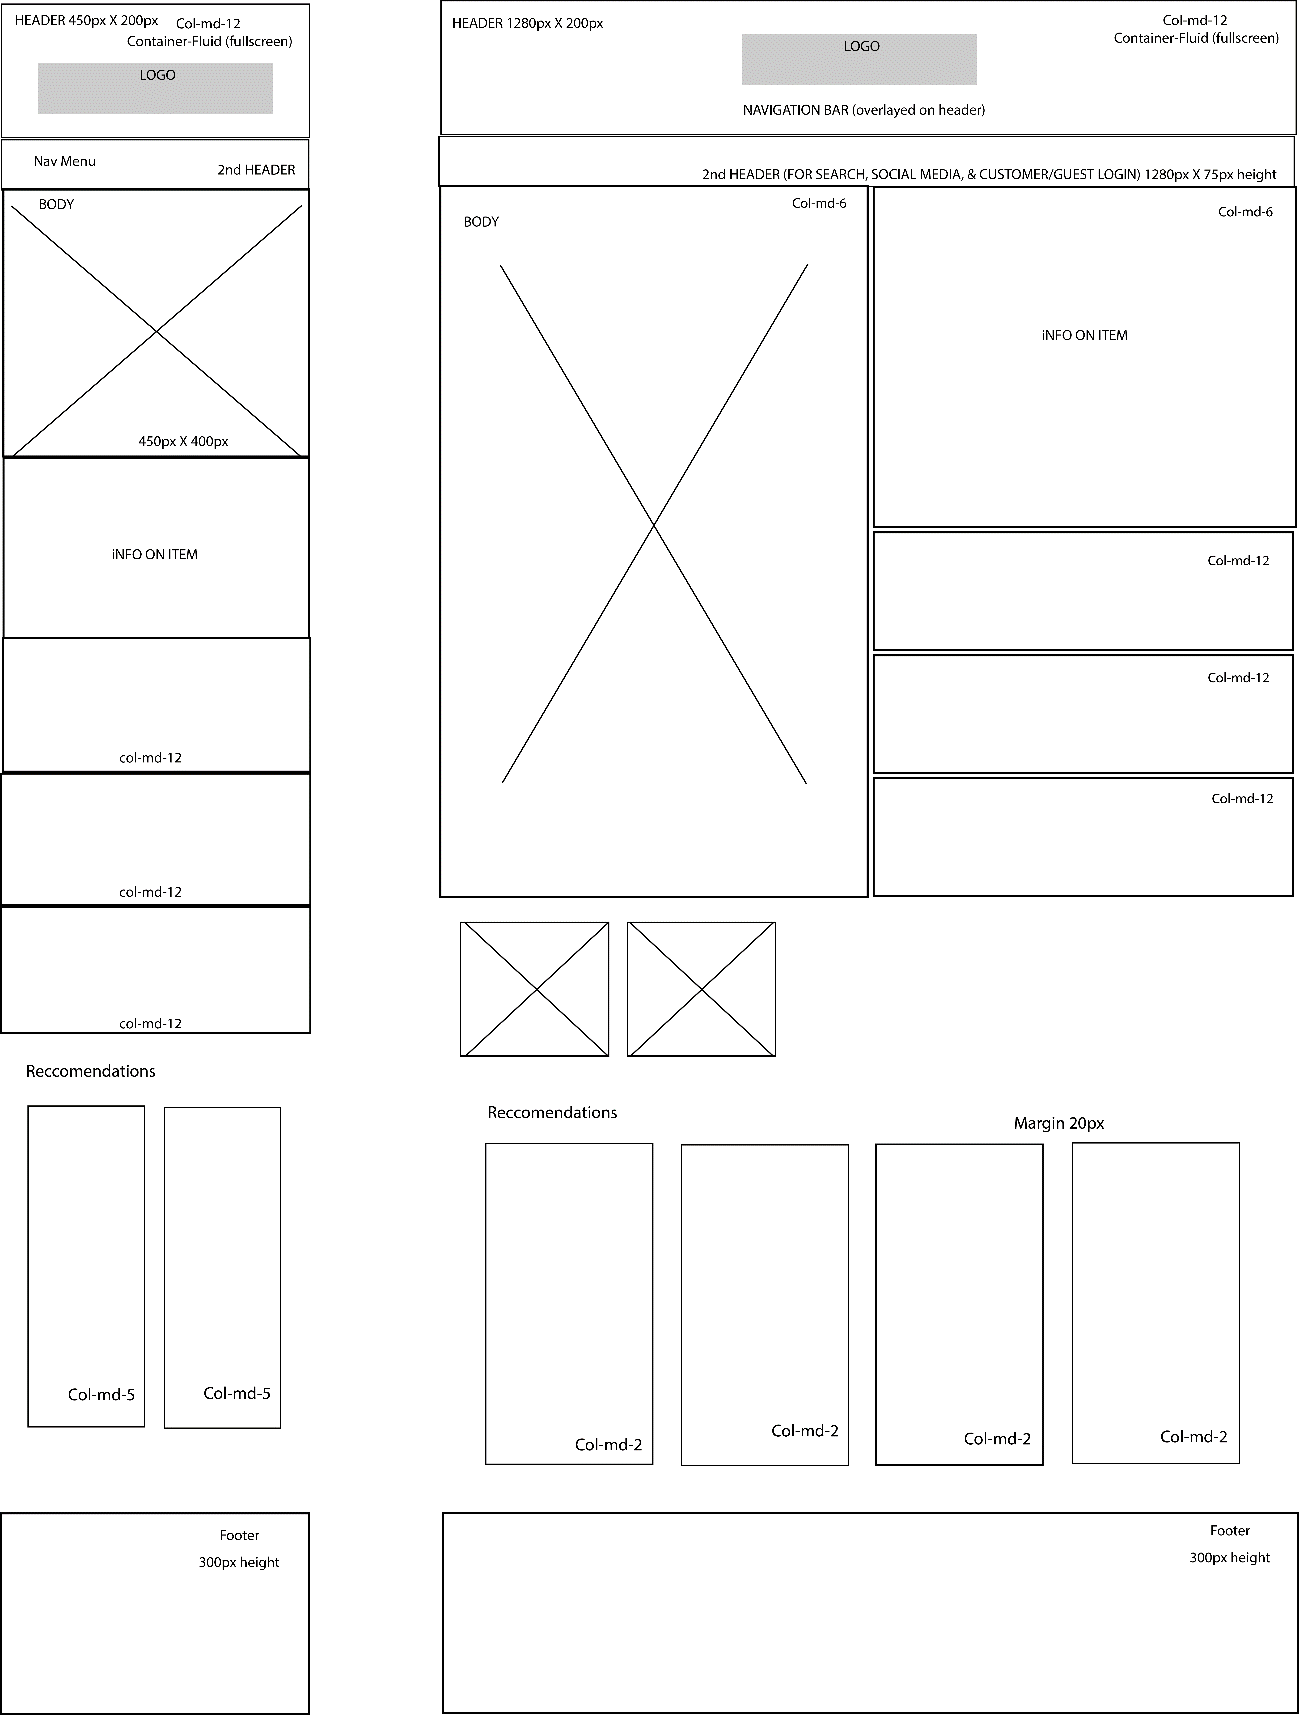 HEADER 450px X 200px
Col-md-12
Container-Fluid (fullscreen)
LOGO
Nav Menu
2nd HEADER
BODY
450px X 400px
iNFO ON ITEM
col-md-12
col-md-12
col-md-12
Reccomendations
Col-md-5
Col-md-5
Footer
300px height
HEADER 1280px X 200px
Col-md-12
Container-Fluid (fullscreen)
LOGO
NAVIGATION BAR (overlayed on header)
2nd HEADER (FOR SEARCH, SOCIAL MEDIA, & CUSTOMER/GUEST LOGIN) 1280px X 75px height
BODY
Col-md-6
Col-md-6
iNFO ON ITEM
Col-md-12
Col-md-12
Col-md-12
Reccomendations
Margin 20px
Col-md-2
Col-md-2
Col-md-2
Col-md-2
Footer
300px height